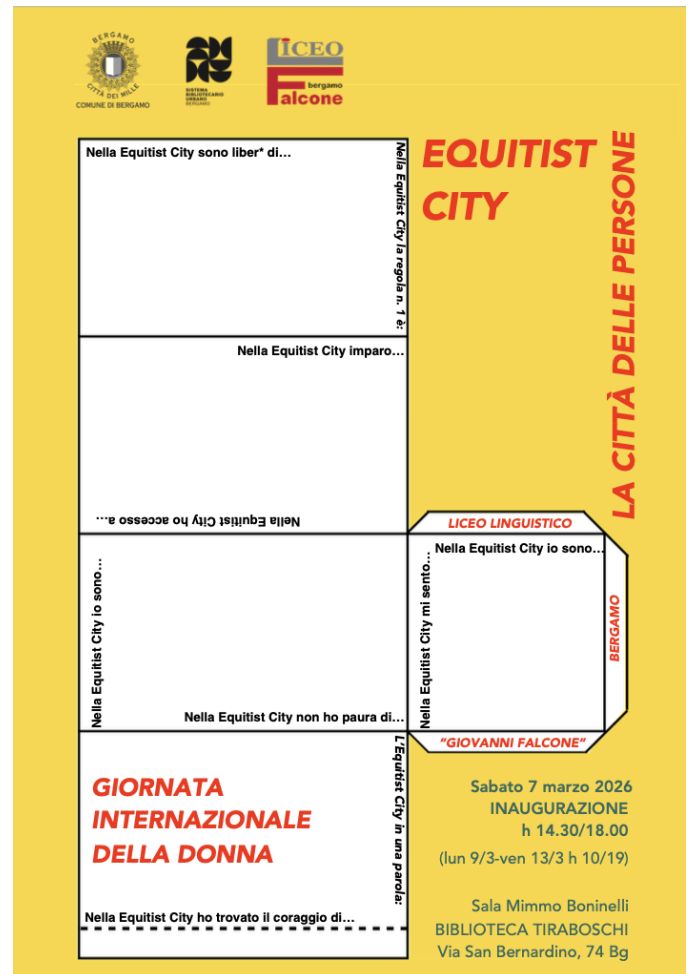 BERGAMO
CITTÀ DEI MILLE
COMUNE DI BERGAMO
SISTEMA
BIBLIOTECARIO
URBANO
BERGAMO
LICEO
bergamo
Falcone
EQUITIST
CITY
LA CITTÀ DELLE PERSONE
Nella Equitist City sono liber* di...
Nella Equitist City la regola n. 1 è:
Nella Equitist City imparo...
Nella Equitist City ho accesso a...
LICEO LINGUISTICO
Nella Equitist City io sono...
Nella Equitist City non ho paura di...
Nella Equitist City mi sento...
Nella Equitist City io sono...
BERGAMO
"GIOVANNI FALCONE"
GIORNATA
INTERNAZIONALE
DELLA DONNA
L'Equitist City in una parola:
Nella Equitist City ho trovato il coraggio di...
Sabato 7 marzo 2026
INAUGURAZIONE
h 14.30/18.00
(lun 9/3-ven 13/3 h 10/19)
Sala Mimmo Boninelli
BIBLIOTECA TIRABOSCHI
Via San Bernardino, 74 Bg